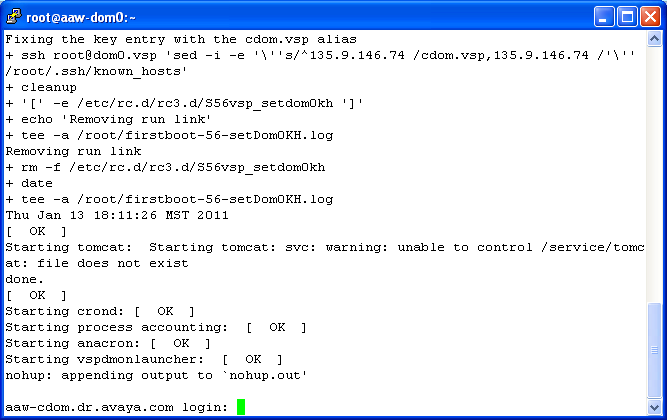 root@aaw-dom0:~
Fixing the key entry with the cdom.vsp alias
+ ssh root@dom0.vsp 'sed -i -e '\''s/^135.9.146.74 /cdom.vsp,135.9.146.74 /'\''
/root/.ssh/known_hosts'
+ cleanup
+ '[' -e /etc/rc.d/rc3.d/S56vsp_setdom0kh ']'
+ echo 'Removing run link'
+ tee -a /root/firstboot-56-setDom0KH.log
Removing run link
+ rm -f /etc/rc.d/rc3.d/S56vsp_setdom0kh
+ date
+ tee -a /root/firstboot-56-setDom0KH.log
Thu Jan 13 18:11:26 MST 2011
[  OK  ]
Starting tomcat:  Starting tomcat: svc: warning: unable to control /service/tomc
at: file does not exist
done.
[  OK  ]
Starting crond: [  OK  ]
Starting process accounting:  [  OK  ]
Starting anacron: [  OK  ]
Starting vspdmonlauncher:  [  OK  ]
nohup: appending output to `nohup.out'
aaw-cdom.dr.avaya.com login: